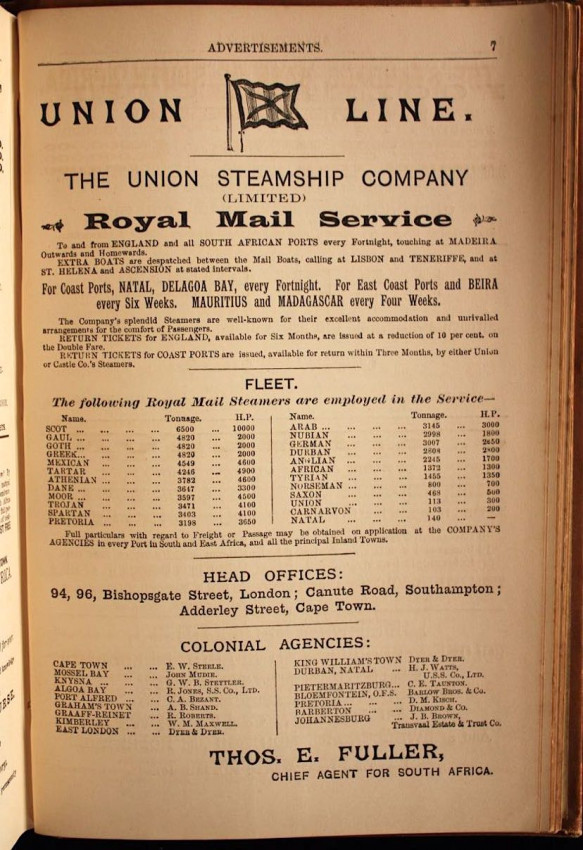 ADVERTISEMENTS. 7
UNION LINE.
THE UNION STEAMSHIP COMPANY
(LIMITED)
Royal Mail Service
To and from ENGLAND and all SOUTH AFRICAN PORTS every Fortnight, touching at MADEIRA
Outwards and Homewards.
EXTRA BOATS are despatched between the Mail Boats, calling at LISBON and TENERIFFE, and at
ST. HELENA and ASCENSION at stated intervals.
For Coast Ports, NATAL, DELAGOA BAY, every Fortnight. For East Coast Ports and BEIRA
every Six Weeks. MAURITIUS and MADAGASCAR every Four Weeks.
The Company's splendid Steamers are well-known for their excellent accommodation and unrivalled
arrangements for the comfort of Passengers.
RETURN TICKETS for ENGLAND, available for Six Months, are issued at a reduction of 10 per cent. on
the Double Fare.
RETURN TICKETS for COAST PORTS are issued, available for return within Three Months, by either Union
or Castle Co.'s Steamers.
FLEET.
The following Royal Mail Steamers are employed in the Service—
Name. Tonnage. H.P.
SCOT ... ... ... ... 6500 ... 10000
GAUL ... ... ... ... 4820 ... 2000
GOTH ... ... ... ... 4820 ... 2000
GREEK... ... ... ... 4820 ... 2000
MEXICAN ... ... ... 4549 ... 4600
TARTAR ... ... ... 4246 ... 4900
ATHENIAN ... ... ... 3782 ... 4600
DANE ... ... ... ... 3647 ... 3300
MOOR ... ... ... ... 3597 ... 4500
TROJAN ... ... ... 3471 ... 4100
SPARTAN ... ... ... 3403 ... 4100
PRETORIA ... ... ... 3198 ... 3650
Name. Tonnage. H.P.
ARAB ... ... ... 3145 ... 3000
NUBIAN ... ... ... 2998 ... 1800
GERMAN ... ... ... 3007 ...
DURBAN ... ... ... 2808 ...
ANGLIAN ... ... ... 2245 ... 1700
AFRICAN ... ... ... 1372 ... 1300
TYRIAN ... ... ... 1455 ... 1350
NORSEMAN ... ... ... 800 ... 700
SAXON ... ... ... 468 ... 500
UNION ... ... ... 113 ... 300
CARNARVON ... ... 103 ... 200
NATAL ... ... ... 140 ... —
Full particulars with regard to Freight or Passage may be obtained on application at the COMPANY'S
AGENCIES in every Port in South and East Africa, and all the principal Inland Towns.
HEAD OFFICES:
94, 96, Bishopsgate Street, London; Canute Road, Southampton;
Adderley Street, Cape Town.
COLONIAL AGENCIES:
CAPE TOWN ... ... E. W. STEELE.
MOSSEL BAY ... ... JOHN MUDIE.
KNYSNA ... ... ... G. W. B. STEYTLER.
ALGOA BAY ... ... R. JONES, S.S. CO., LTD.
PORT ALFRED ... ... C. A. BEZANT.
GRAHAM'S TOWN ... A. B. SHAND.
GRAAFF-REINET ... R. ROBERTS.
KIMBERLEY ... ... W. M. MAXWELL.
EAST LONDON ... ... DYER & DYER.
KING WILLIAM'S TOWN DYER & DYER.
DURBAN, NATAL ... H. J. WATTS,
U.S.S. CO., LTD.
PIETERMARITZBURG... C. E. TAUNTON.
BLOEMFONTEIN, O.F.S. BARLOW BROS. & CO.
PRETORIA ... ... ... D. M. KISCH.
BARBERTON ... ... DIAMOND & CO.
JOHANNESBURG ... J. B. BROWN,
Transvaal Estate & Trust Co.
THOS. E. FULLER,
CHIEF AGENT FOR SOUTH AFRICA.